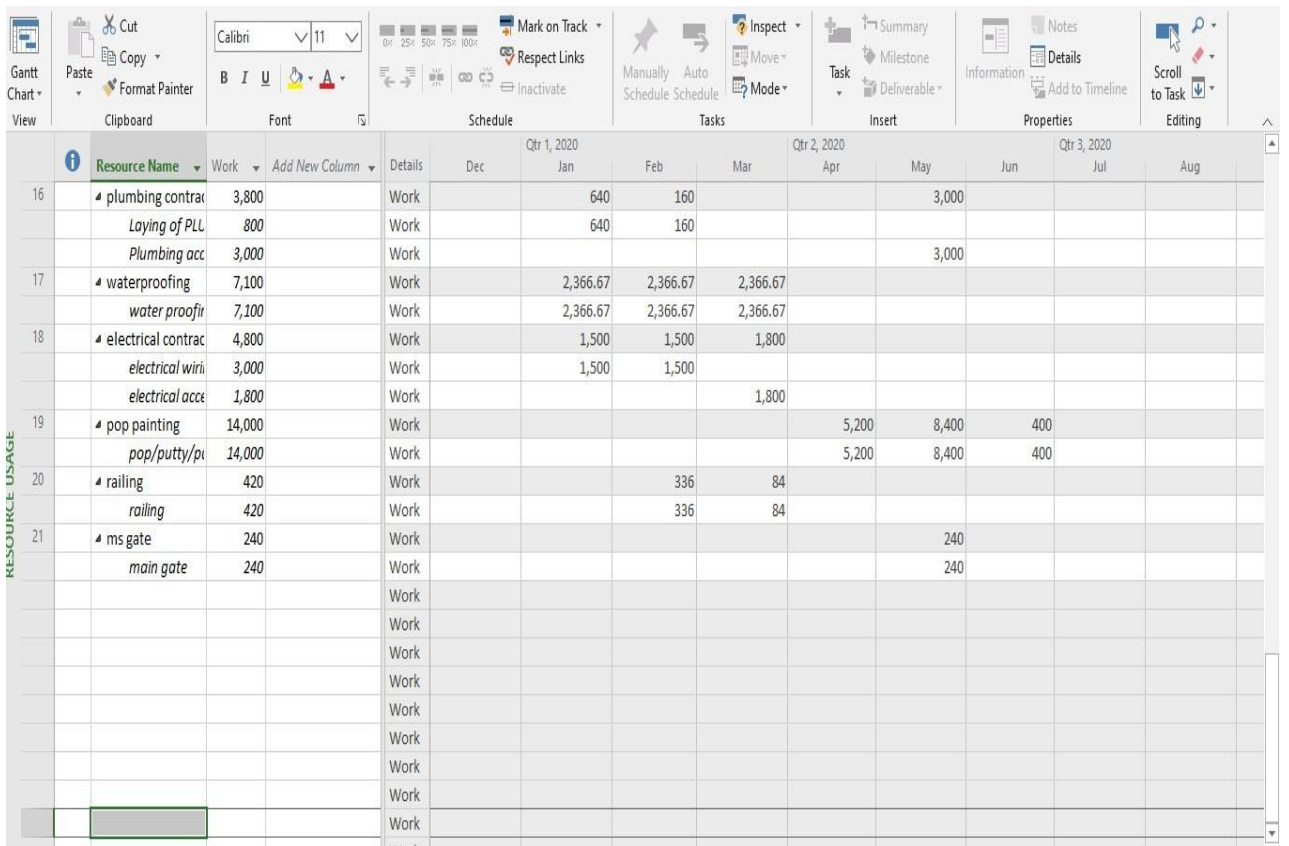 Cut
Copy
Format Painter
Paste
Gantt Chart
View
Clipboard
Calibri 11
B I U A
Font
0% 25% 50% 75% 100%
Mark on Track
Respect Links
Inactivate
Schedule
Manually Schedule
Auto Schedule
Inspect
Move
Mode
Tasks
Task
Summary
Milestone
Deliverable
Insert
Information
Notes
Details
Add to Timeline
Properties
Scroll to Task
Editing
Qtr 1, 2020 Qtr 2, 2020 Qtr 3, 2020
Resource Name Work Add New Column Details Dec Jan Feb Mar Apr May Jun Jul Aug
16 plumbing contrac 3,800 Work 640 160 3,000
Laying of PLU 800 Work 640 160
Plumbing acc 3,000 Work 3,000
17 waterproofing 7,100 Work 2,366.67 2,366.67 2,366.67
water proofin 7,100 Work 2,366.67 2,366.67 2,366.67
18 electrical contrac 4,800 Work 1,500 1,500 1,800
electrical wirii 3,000 Work 1,500 1,500
electrical acce 1,800 Work 1,800
19 pop painting 14,000 Work 5,200 8,400 400
pop/putty/pa 14,000 Work 5,200 8,400 400
20 railing 420 Work 336 84
railing 420 Work 336 84
21 ms gate 240 Work 240
main gate 240 Work 240
Work
Work
Work
Work
Work
Work
Work
Work
Work
RESOURCE USAGE